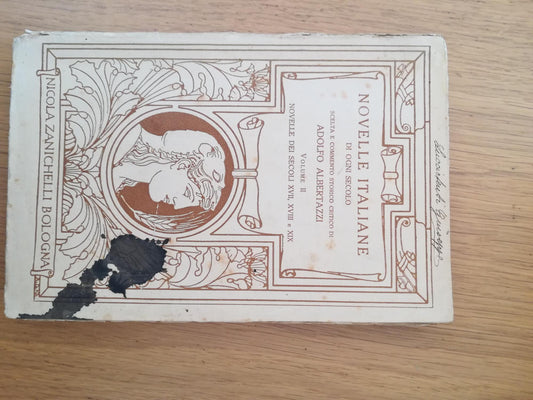 Giuseppe
NOVELLE ITALIANE
DI OGNI SECOLO
SCELTA E COMMENTO STORICO CRITICO DI
ADOLFO ALBERTAZZI
VOLUME II
NOVELLE DEI SECOLI XVII, XVIII E XIX
NICOLA ZANICHELLI BOLOGNA